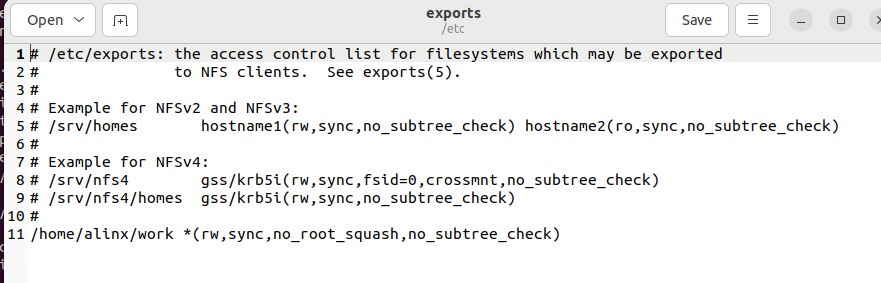 Open
exports
/etc
Save
1 # /etc/exports: the access control list for filesystems which may be exported
2 #               to NFS clients.  See exports(5).
3 #
4 # Example for NFSv2 and NFSv3:
5 # /srv/homes       hostname1(rw,sync,no_subtree_check) hostname2(ro,sync,no_subtree_check)
6 #
7 # Example for NFSv4:
8 # /srv/nfs4        gss/krb5i(rw,sync,fsid=0,crossmnt,no_subtree_check)
9 # /srv/nfs4/homes  gss/krb5i(rw,sync,no_subtree_check)
10 #
11 /home/alinx/work *(rw,sync,no_root_squash,no_subtree_check)